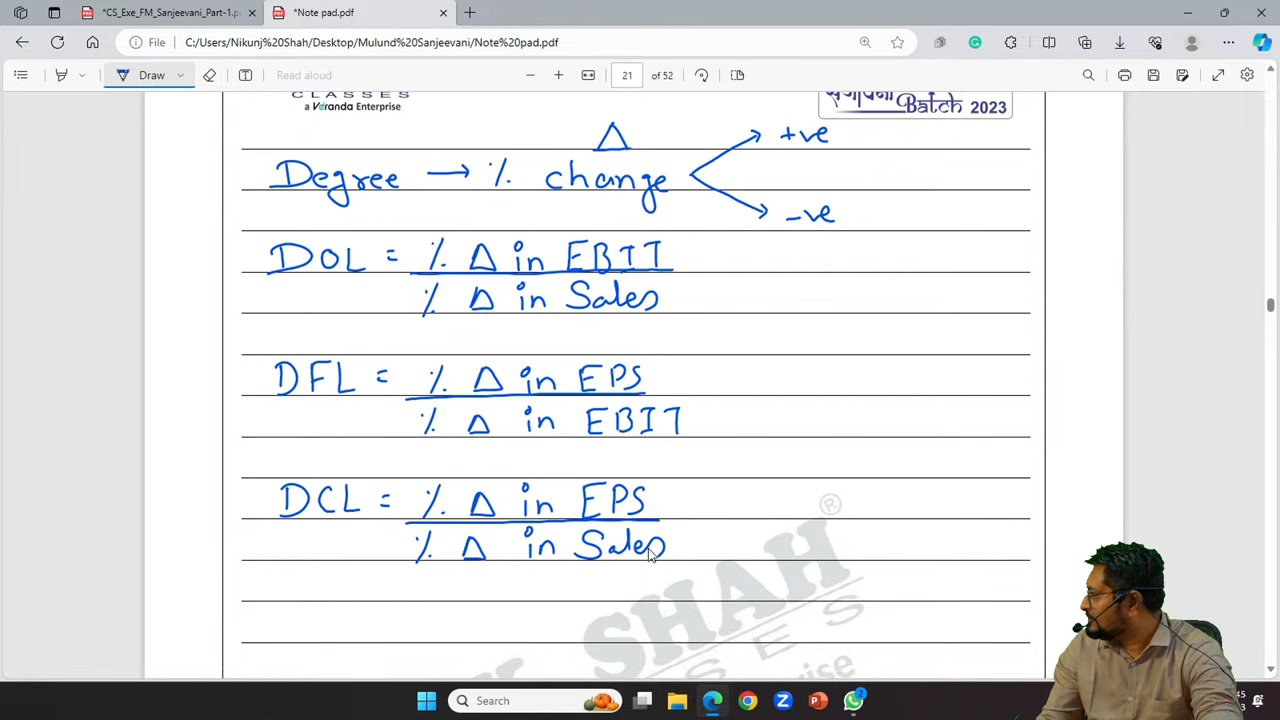 *CS_Exe_FM_Sanjeevani_Part-1.p
*Note pad.pdf
File
C:/Users/Nikunj%20Shah/Desktop/Mulund%20Sanjeevani/Note%20pad.pdf
Draw
Read aloud
21 of 52
CLASSES
a Veranda Enterprise
Batch 2023
Δ
+ve
Degree → % change
-ve
DOL = % Δ in EBIT
% Δ in Sales
DFL = % Δ in EPS
% Δ in EBIT
DCL = % Δ in EPS
% Δ in Sales
®
SHAH
Search
2